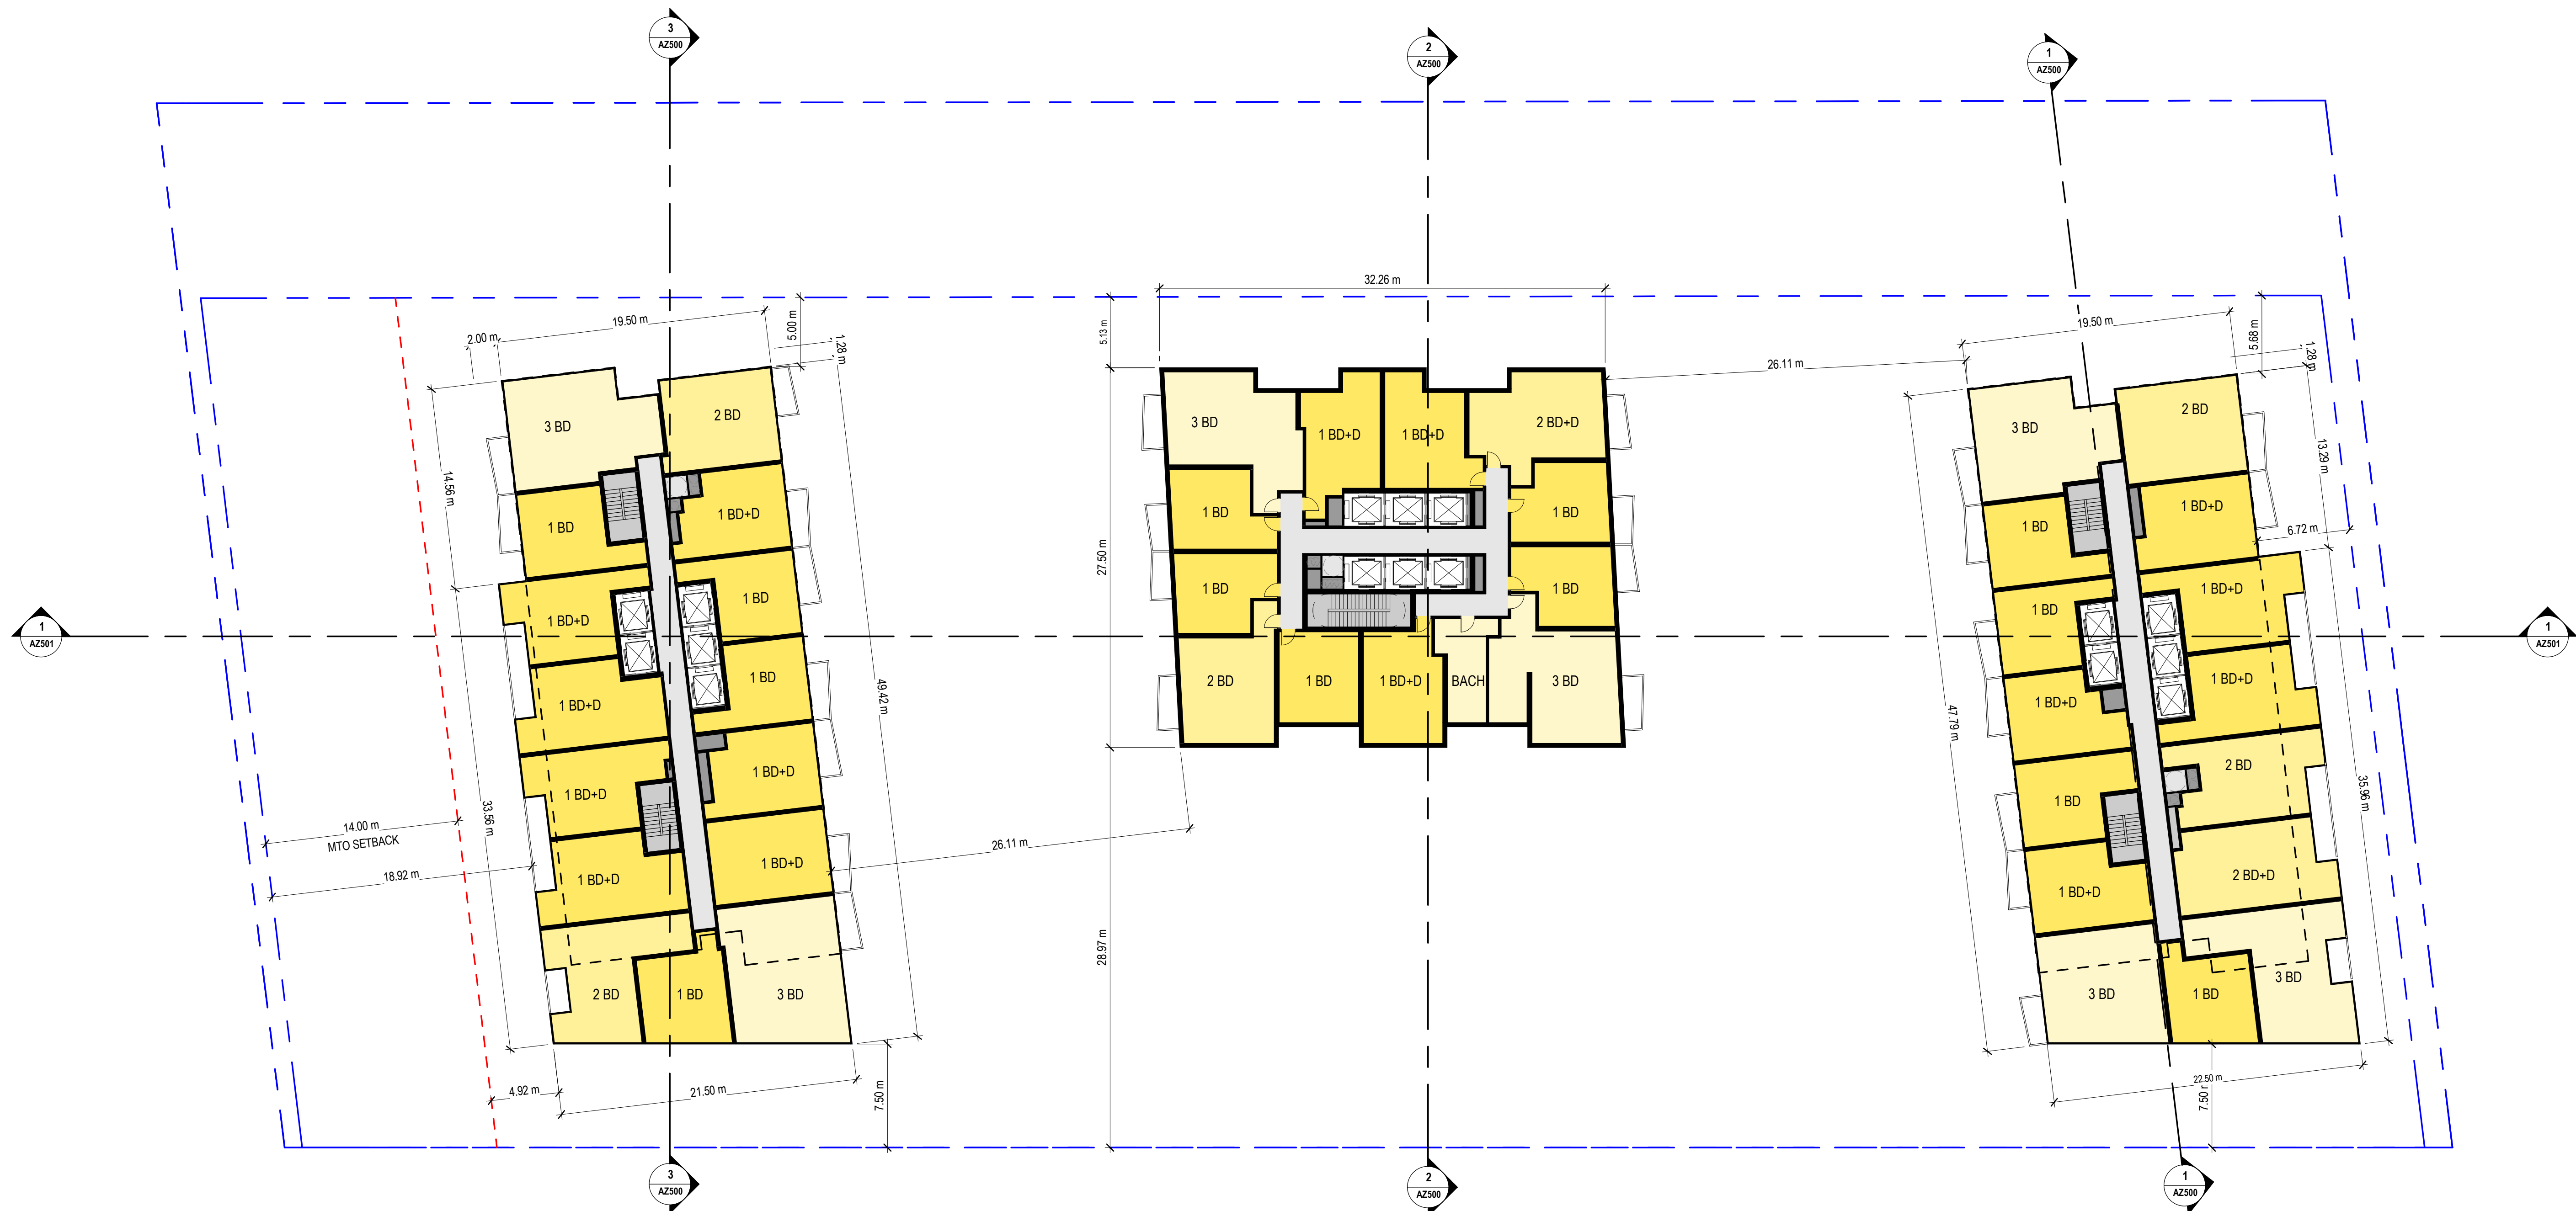 3
AZ500
2
AZ500
1
AZ500
32.26 m
19.50 m
2.00 m
5.00 m
1.28 m
5.13 m
26.11 m
19.50 m
5.68 m
1.28 m
3 BD
2 BD
3 BD
1 BD+D
1 BD+D
2 BD+D
3 BD
2 BD
14.56 m
13.29 m
1 BD
1 BD+D
1 BD
1 BD
1 BD
1 BD+D
6.72 m
27.50 m
1 BD+D
1 BD
1 BD
1 BD
1 BD
1 BD+D
1
AZ501
1
AZ501
1 BD+D
1 BD
49.42 m
2 BD
1 BD
1 BD+D
BACH
3 BD
1 BD+D
1 BD+D
47.79 m
1 BD+D
1 BD+D
1 BD
2 BD
35.96 m
33.56 m
14.00 m
MTO SETBACK
18.92 m
1 BD+D
1 BD+D
26.11 m
1 BD+D
2 BD+D
28.97 m
2 BD
1 BD
3 BD
3 BD
1 BD
3 BD
4.92 m
21.50 m
7.50 m
22.50 m
7.50 m
3
AZ500
2
AZ500
1
AZ500